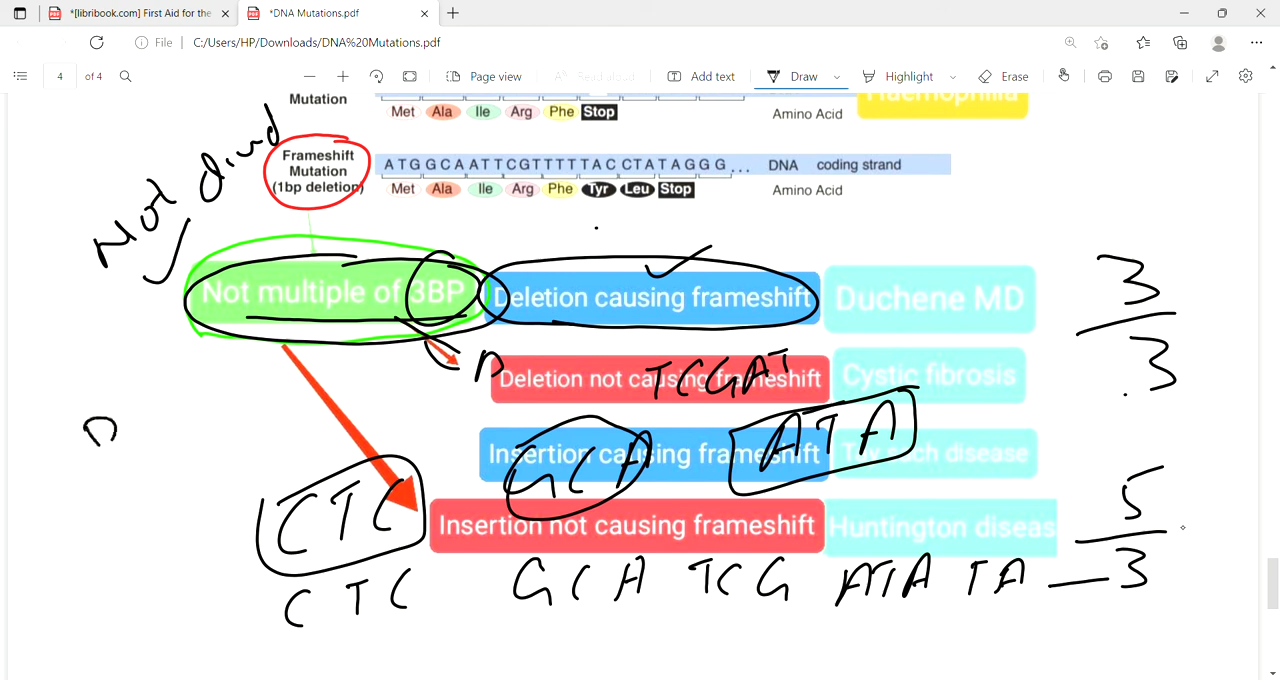 *[libribook.com] First Aid for the
*DNA Mutations.pdf
File
C:/Users/HP/Downloads/DNA%20Mutations.pdf
4 of 4
Page view
Read aloud
Add text
Draw
Highlight
Erase
Mutation
Met Ala Ile Arg Phe Stop
Amino Acid
Haemophilia
Not divid
Frameshift
Mutation
(1bp deletion)
ATGGCAATTCGTTTTTACCTATAGGG... DNA coding strand
Met Ala Ile Arg Phe Tyr Leu Stop
Amino Acid
Not multiple of 3BP
Deletion causing frameshift
Duchene MD
3
3
Deletion not causing frameshift
TCGAT
Cystic fibrosis
Insertion causing frameshift
GCA
ATA
Tay sach disease
CTC
Insertion not causing frameshift
Huntington diseas
5
3
CTC GCA TCG ATA TA